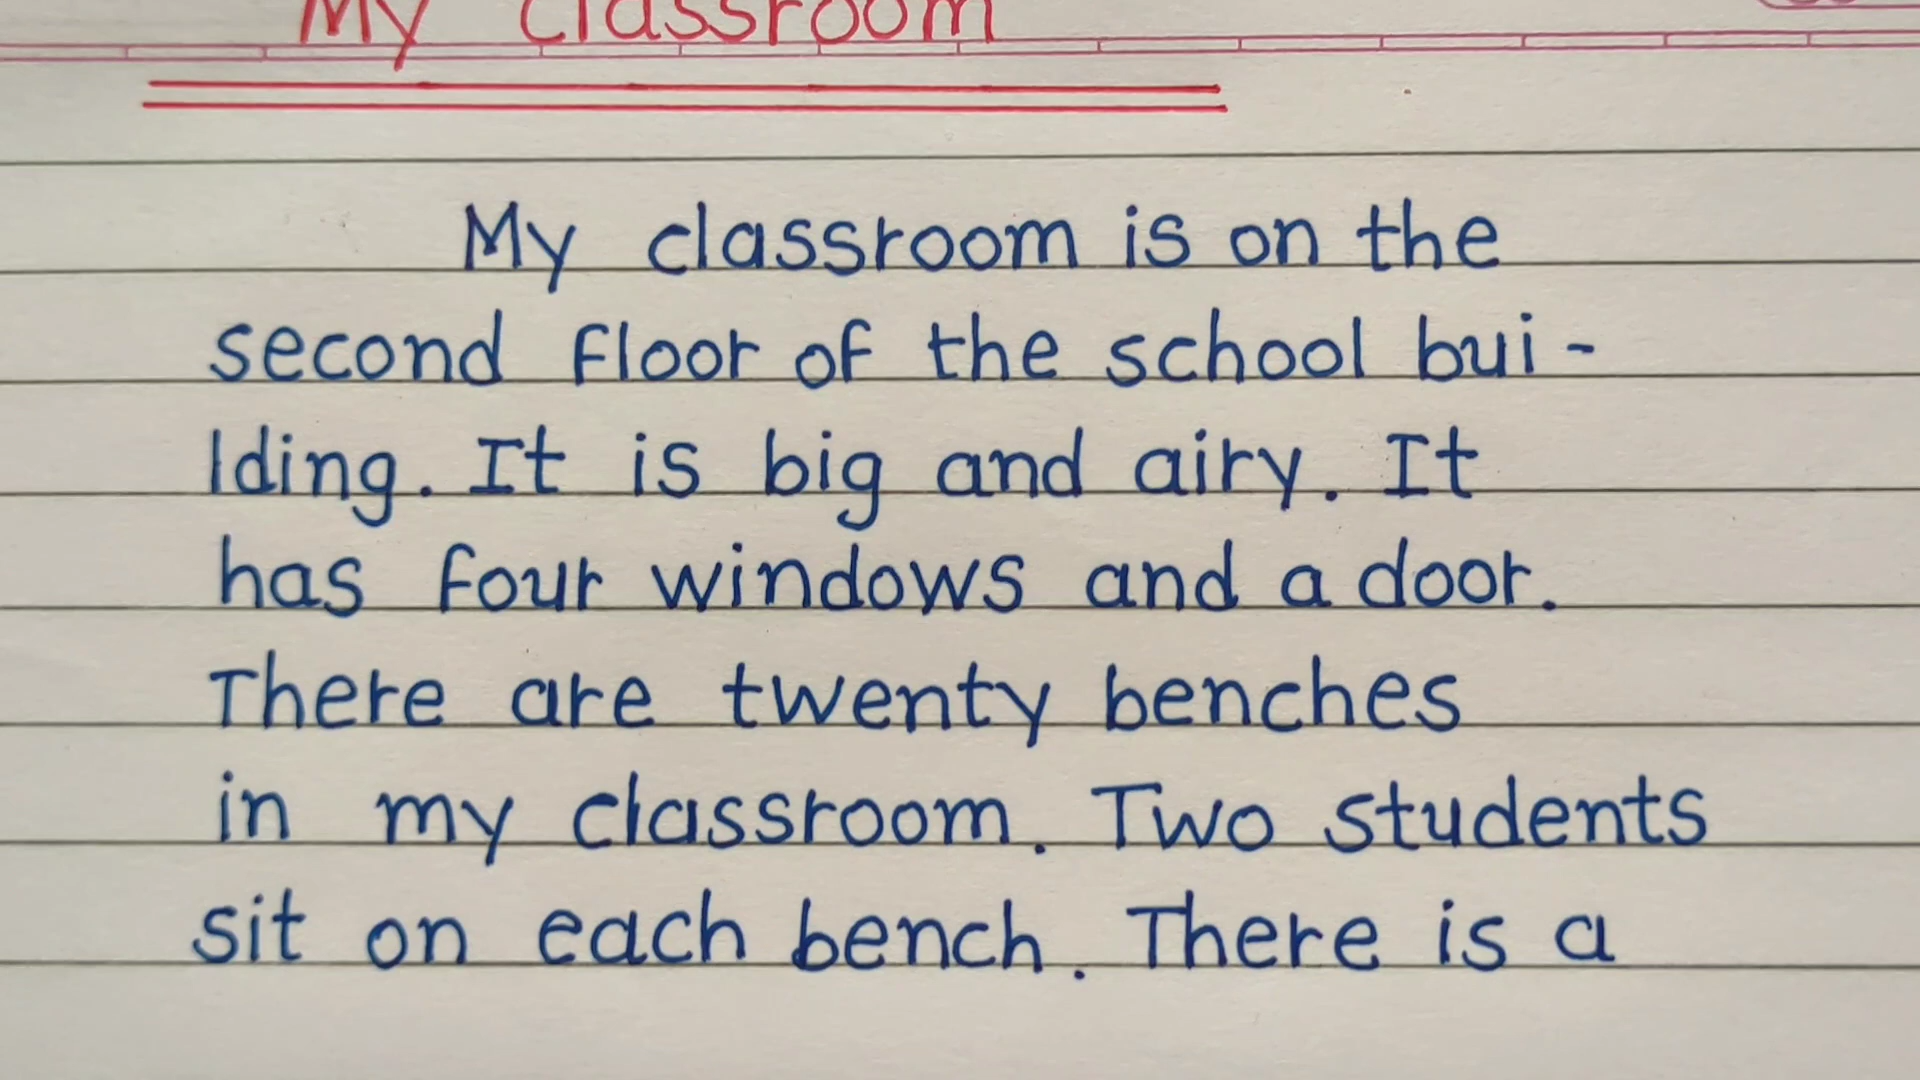 My classroom
My classroom is on the
second floor of the school bui-
lding. It is big and airy. It
has four windows and a door.
There are twenty benches
in my classroom. Two students
sit on each bench. There is a